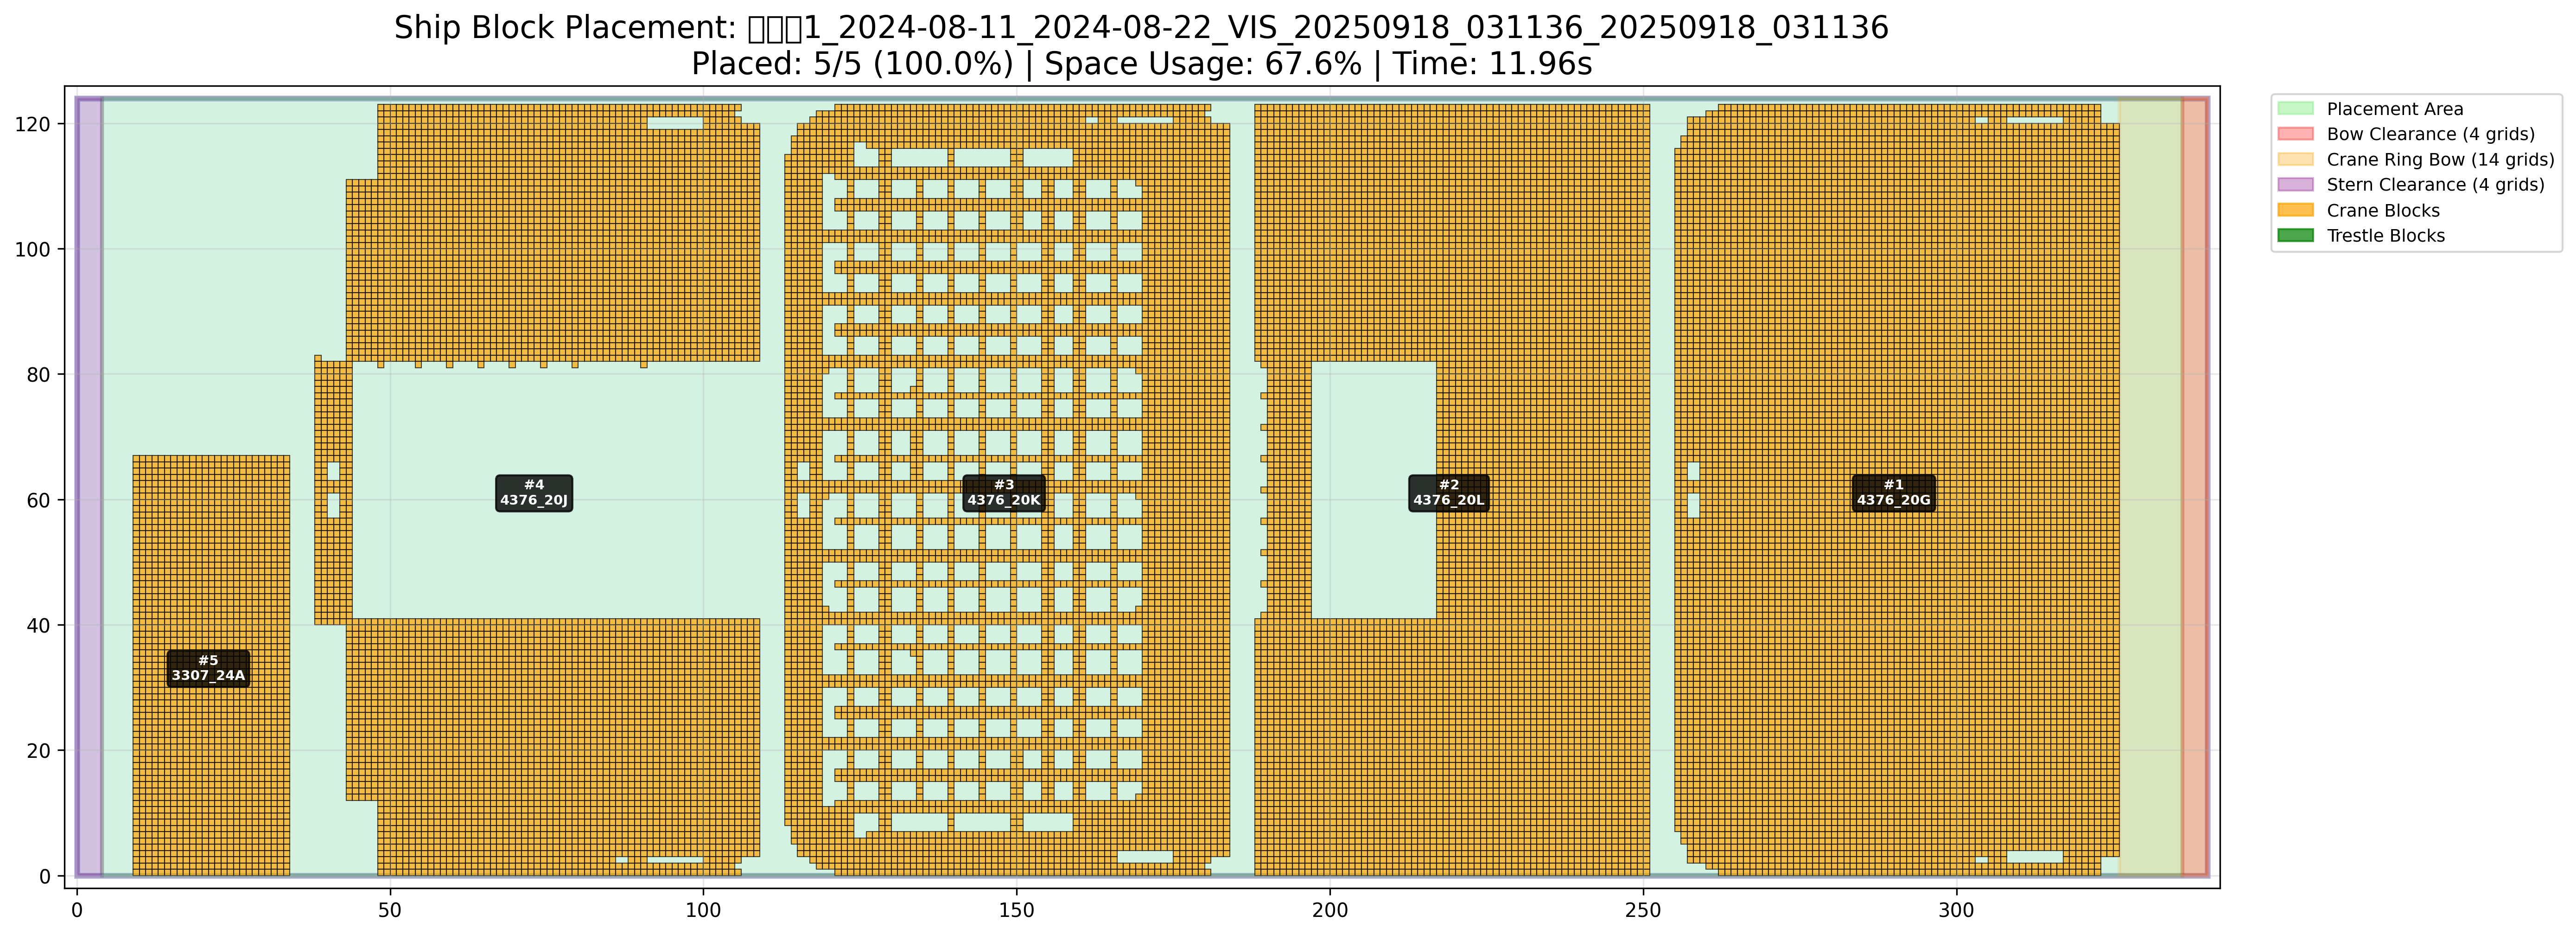 Ship Block Placement: □□□1_2024-08-11_2024-08-22_VIS_20250918_031136_20250918_031136
Placed: 5/5 (100.0%) | Space Usage: 67.6% | Time: 11.96s
Placement Area
Bow Clearance (4 grids)
Crane Ring Bow (14 grids)
Stern Clearance (4 grids)
Crane Blocks
Trestle Blocks
120
100
80
60
40
20
0
#5
3307_24A
#4
4376_20J
#3
4376_20K
#2
4376_20L
#1
4376_20G
0
50
100
150
200
250
300